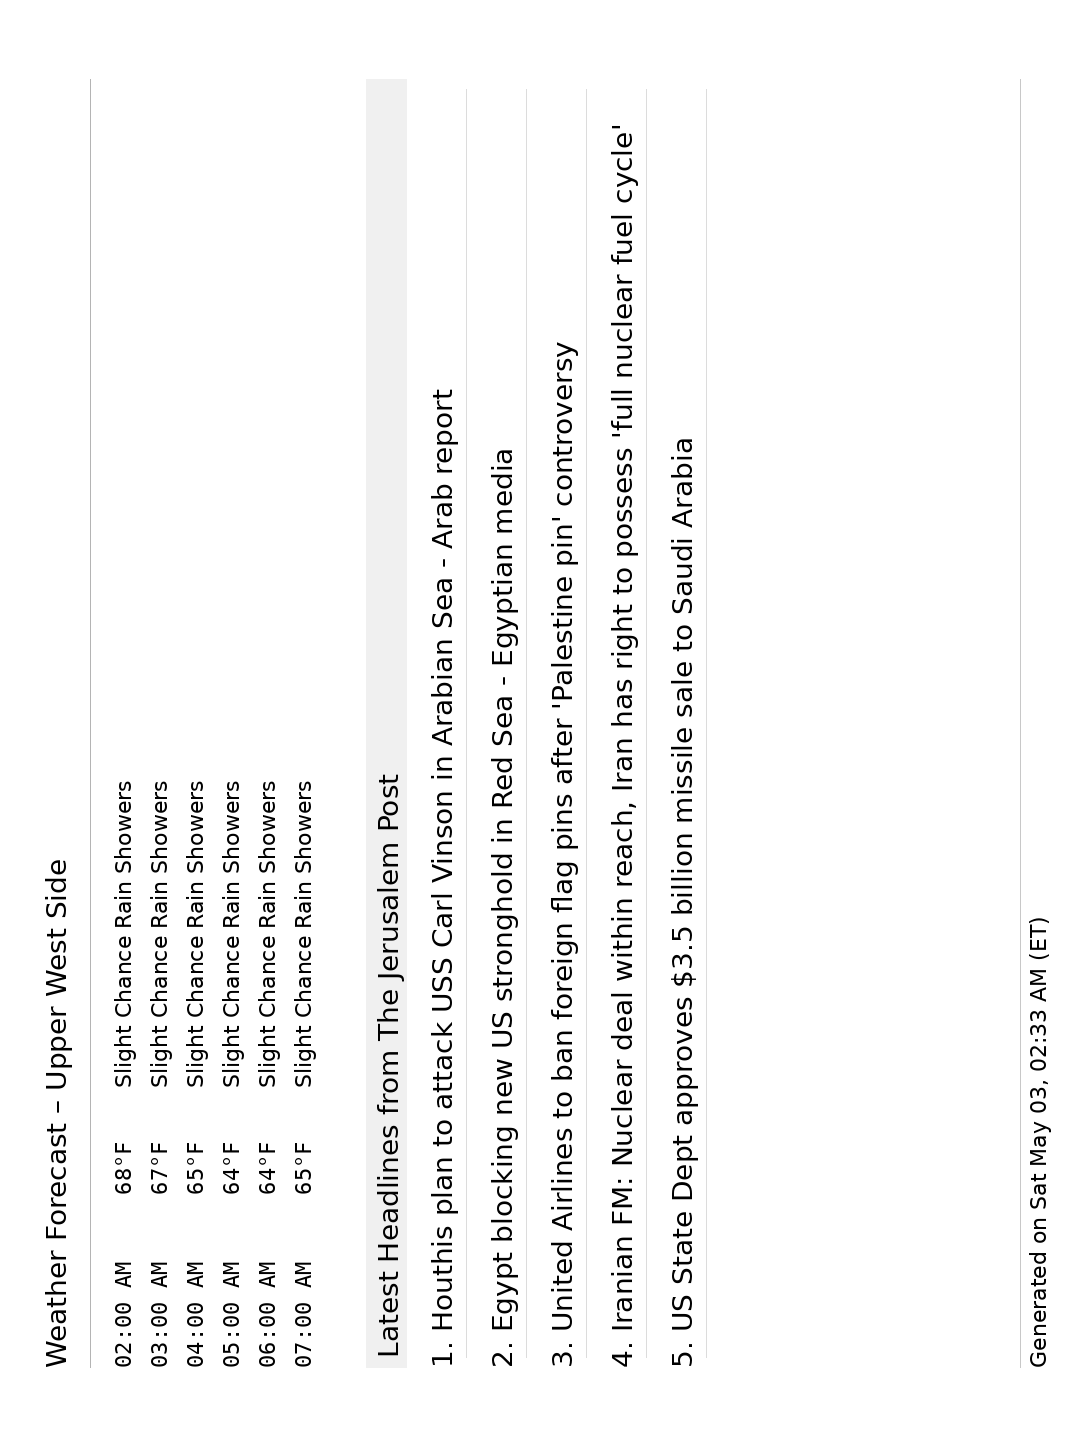 Weather Forecast – Upper West Side
02:00 AM 68°F Slight Chance Rain Showers
03:00 AM 67°F Slight Chance Rain Showers
04:00 AM 65°F Slight Chance Rain Showers
05:00 AM 64°F Slight Chance Rain Showers
06:00 AM 64°F Slight Chance Rain Showers
07:00 AM 65°F Slight Chance Rain Showers
Latest Headlines from The Jerusalem Post
1. Houthis plan to attack USS Carl Vinson in Arabian Sea - Arab report
2. Egypt blocking new US stronghold in Red Sea - Egyptian media
3. United Airlines to ban foreign flag pins after 'Palestine pin' controversy
4. Iranian FM: Nuclear deal within reach, Iran has right to possess 'full nuclear fuel cycle'
5. US State Dept approves $3.5 billion missile sale to Saudi Arabia
Generated on Sat May 03, 02:33 AM (ET)